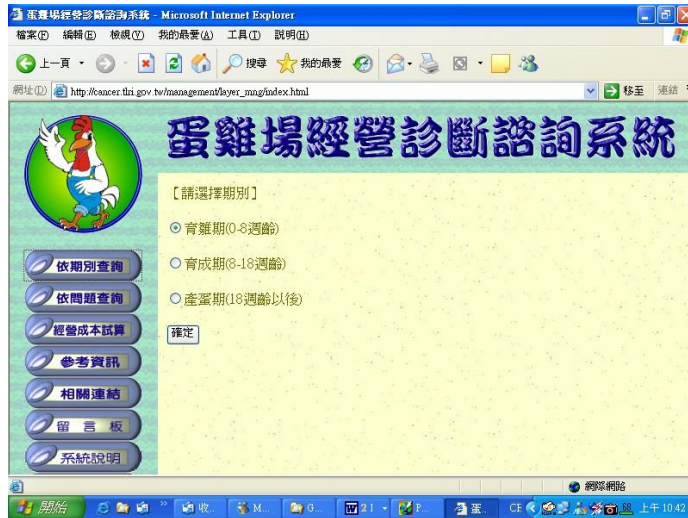 蛋雞場經營診斷諮詢系統 - Microsoft Internet Explorer
檔案(F) 編輯(E) 檢視(V) 我的最愛(A) 工具(T) 說明(H)
上一頁 搜尋 我的最愛
網址(D) http://cancer.tlri.gov.tw/management/layer_mng/index.html 移至 連結
蛋雞場經營診斷諮詢系統
【請選擇期別】
育雛期(0-8週齡)
育成期(8-18週齡)
產蛋期(18週齡以後)
確定
依期別查詢
依問題查詢
經營成本試算
參考資訊
相關連結
留言板
系統說明
網際網路
開始 收... M... G... W 21 P... 蛋... CE 上午 10:42